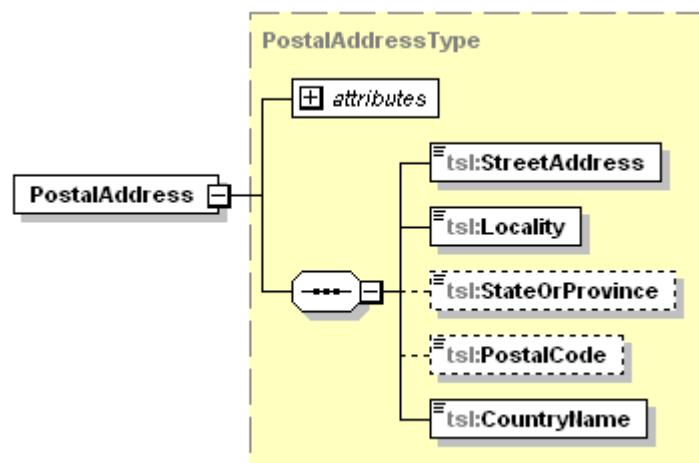 PostalAddressType
attributes
PostalAddress
tsl:StreetAddress
tsl:Locality
tsl:StateOrProvince
tsl:PostalCode
tsl:CountryName